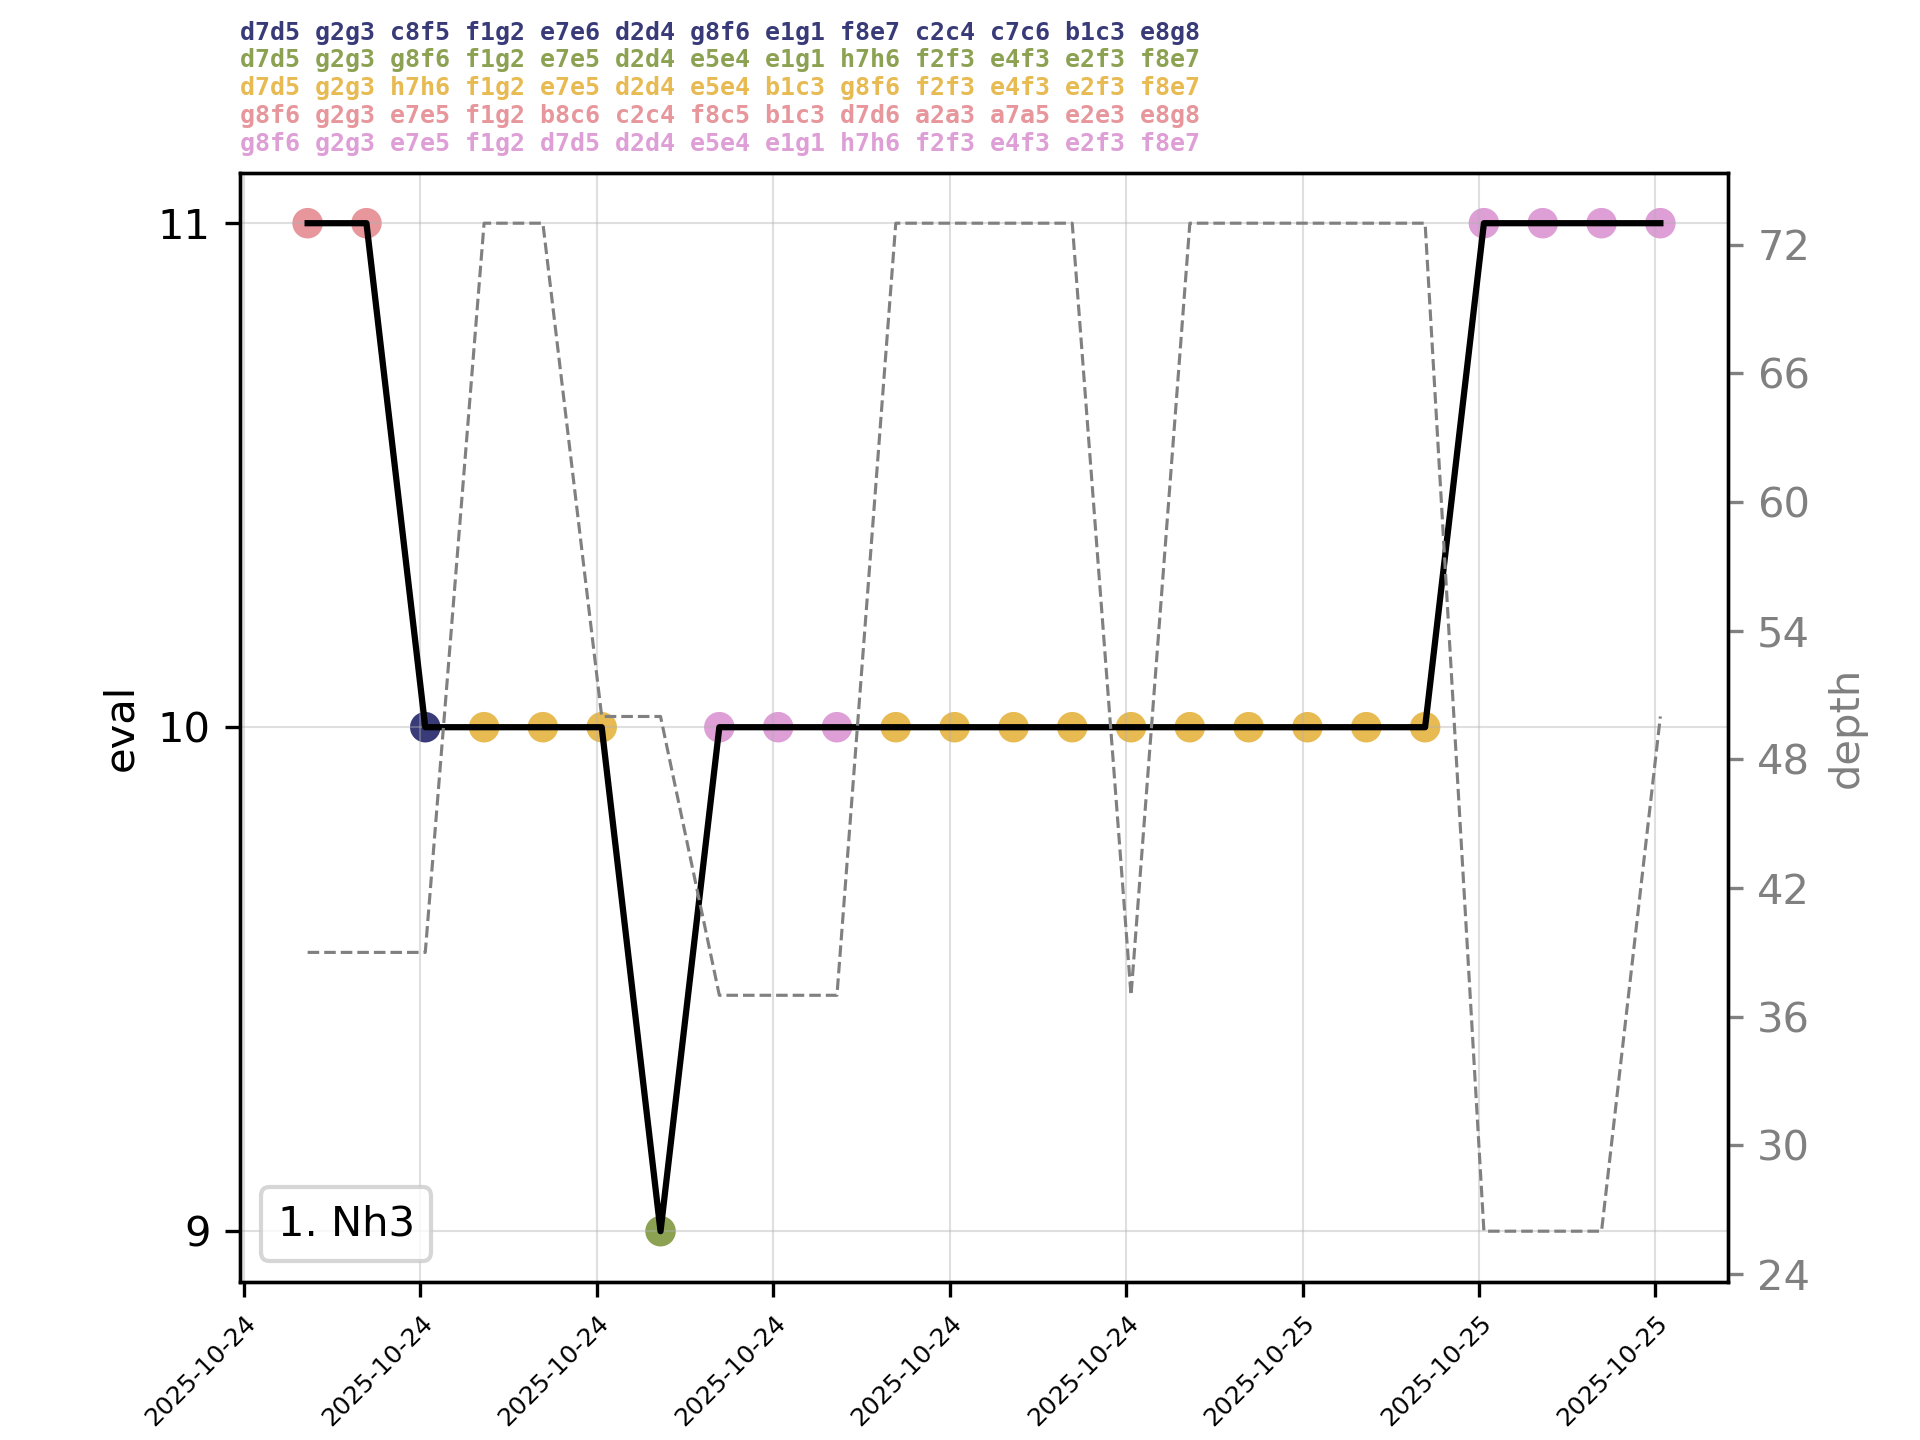 d7d5 g2g3 c8f5 f1g2 e7e6 d2d4 g8f6 e1g1 f8e7 c2c4 c7c6 b1c3 e8g8
d7d5 g2g3 g8f6 f1g2 e7e5 d2d4 e5e4 e1g1 h7h6 f2f3 e4f3 e2f3 f8e7
d7d5 g2g3 h7h6 f1g2 e7e5 d2d4 e5e4 b1c3 g8f6 f2f3 e4f3 e2f3 f8e7
g8f6 g2g3 e7e5 f1g2 b8c6 c2c4 f8c5 b1c3 d7d6 a2a3 a7a5 e2e3 e8g8
g8f6 g2g3 e7e5 f1g2 d7d5 d2d4 e5e4 e1g1 h7h6 f2f3 e4f3 e2f3 f8e7
11
10
9
eval
72
66
60
54
48
42
36
30
24
depth
1. Nh3
2025-10-24
2025-10-24
2025-10-24
2025-10-24
2025-10-24
2025-10-24
2025-10-25
2025-10-25
2025-10-25